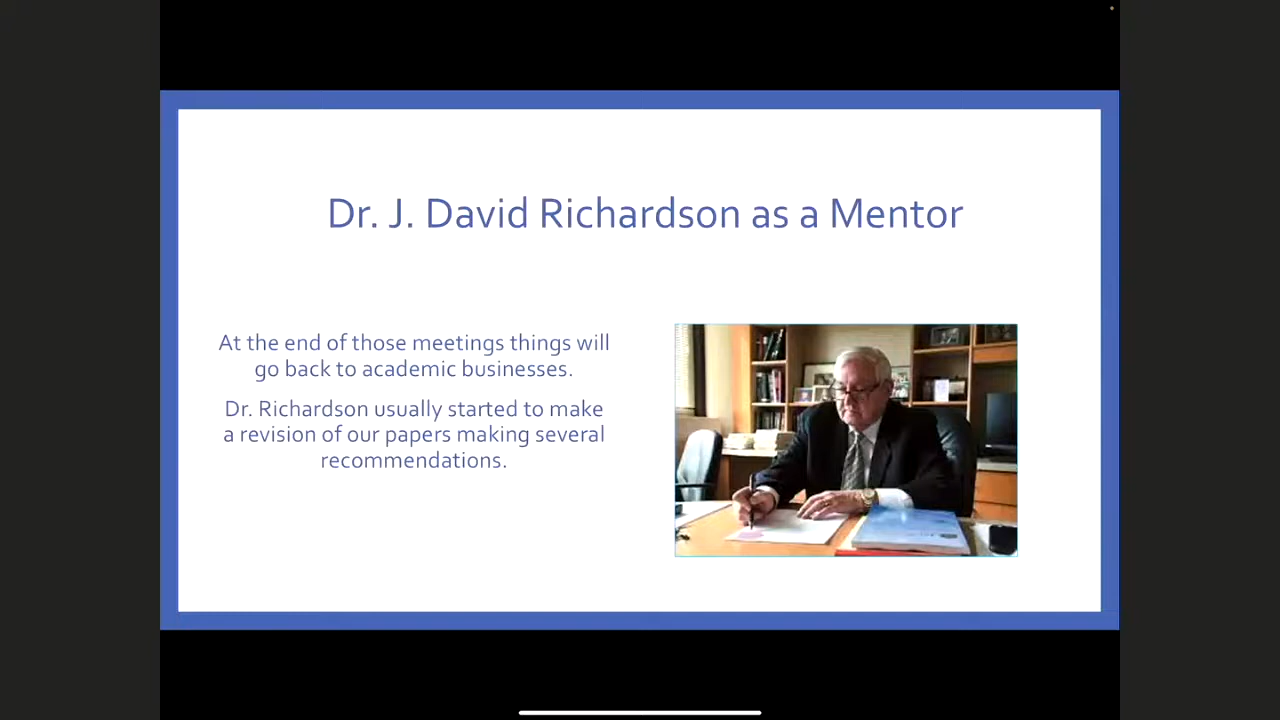 Dr. J. David Richardson as a Mentor
At the end of those meetings things will
go back to academic businesses.
Dr. Richardson usually started to make
a revision of our papers making several
recommendations.